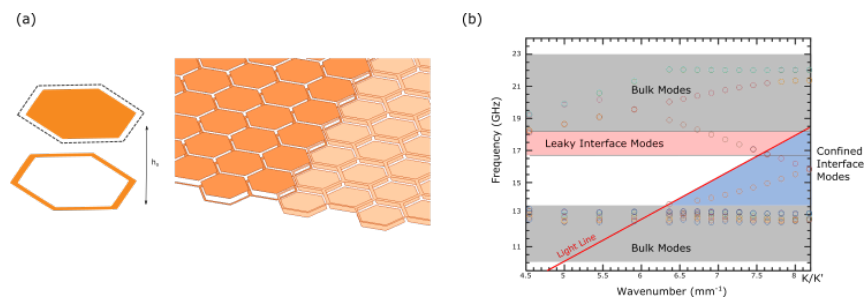 (a)
hₛ
(b)
Frequency (GHz)
23
21
19
17
15
13
11
Bulk Modes
Leaky Interface Modes
Confined
Interface
Modes
Light Line
Bulk Modes
4.5
5
5.5
6
6.5
7
7.5
8
K/K'
Wavenumber (mm⁻¹)